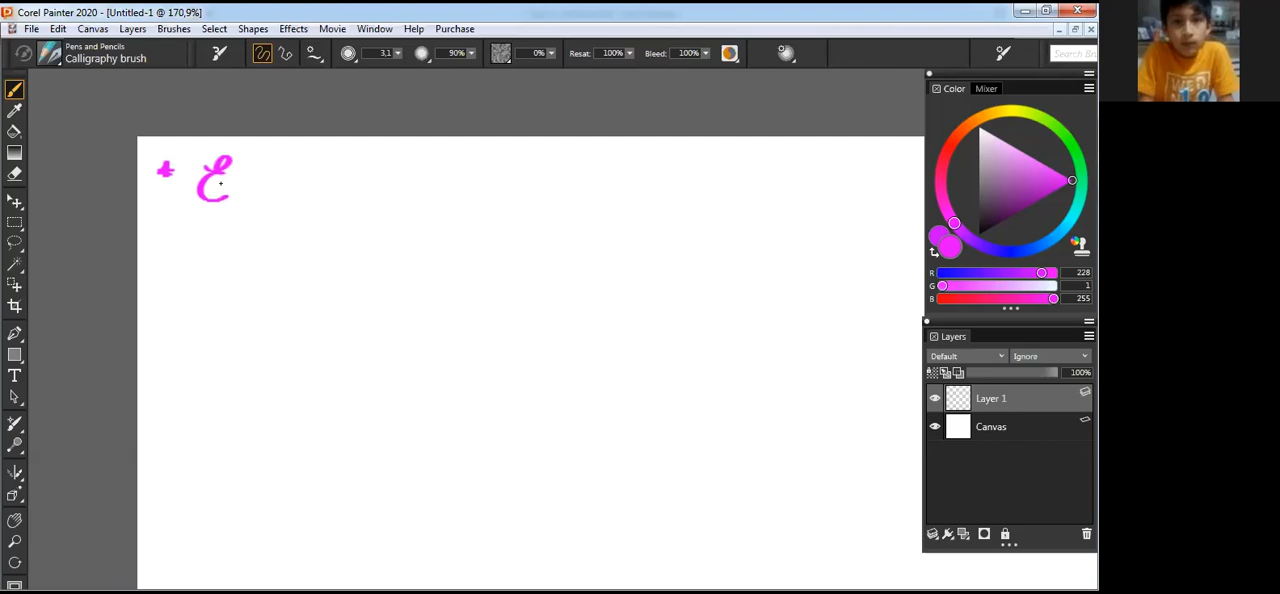 Corel Painter 2020 - [Untitled-1 @ 170,9%]
File Edit Canvas Layers Brushes Select Shapes Effects Movie Window Help Purchase
Pens and Pencils
Calligraphy brush
3,1 90% 0% Resat: 100% Bleed: 100% Search Br
Color Mixer
* E
R 228
G 1
B 255
Layers
Default Ignore
100%
Layer 1
Canvas